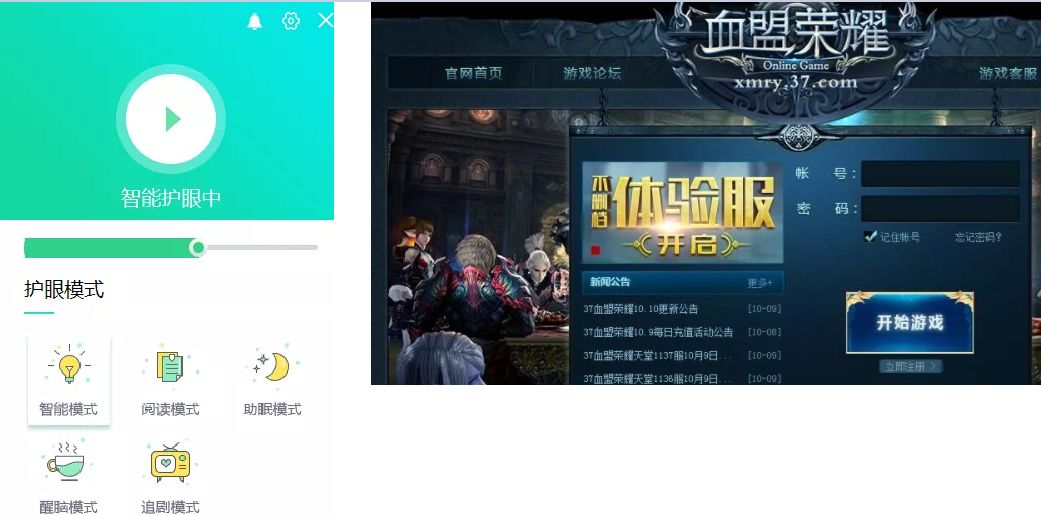 智能护眼中
护眼模式
智能模式
阅读模式
助眠模式
醒脑模式
追剧模式
血盟荣耀
Online Game
xmry.37.com
官网首页
游戏论坛
游戏客服
不删档
体验服
开启
帐 号：
密 码：
记住帐号
忘记密码?
新闻公告
更多+
37血盟荣耀10.10更新公告
[10-09]
37血盟荣耀10.9每日充值活动公告
[10-08]
37血盟荣耀天堂1137服10月9日...
[10-09]
37血盟荣耀天堂1136服10月9日...
[10-09]
开始游戏
立即注册 >